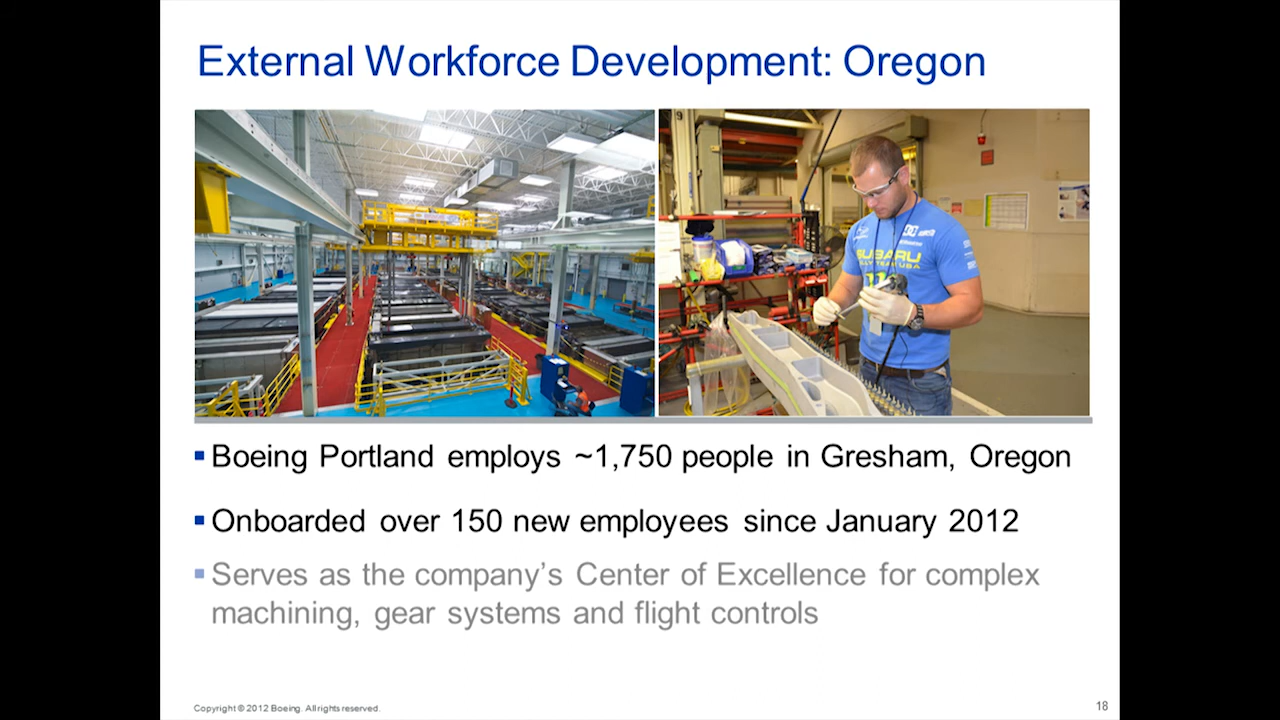 External Workforce Development: Oregon
SUBARU
▪ Boeing Portland employs ~1,750 people in Gresham, Oregon
▪ Onboarded over 150 new employees since January 2012
▪ Serves as the company’s Center of Excellence for complex
machining, gear systems and flight controls
Copyright © 2012 Boeing. All rights reserved.
18